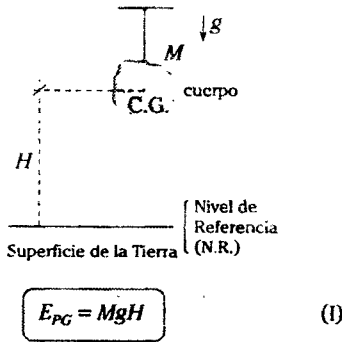 g
M
C.G.
cuerpo
H
Nivel de
Referencia
(N.R.)
Superficie de la Tierra
E_PG = MgH (I)